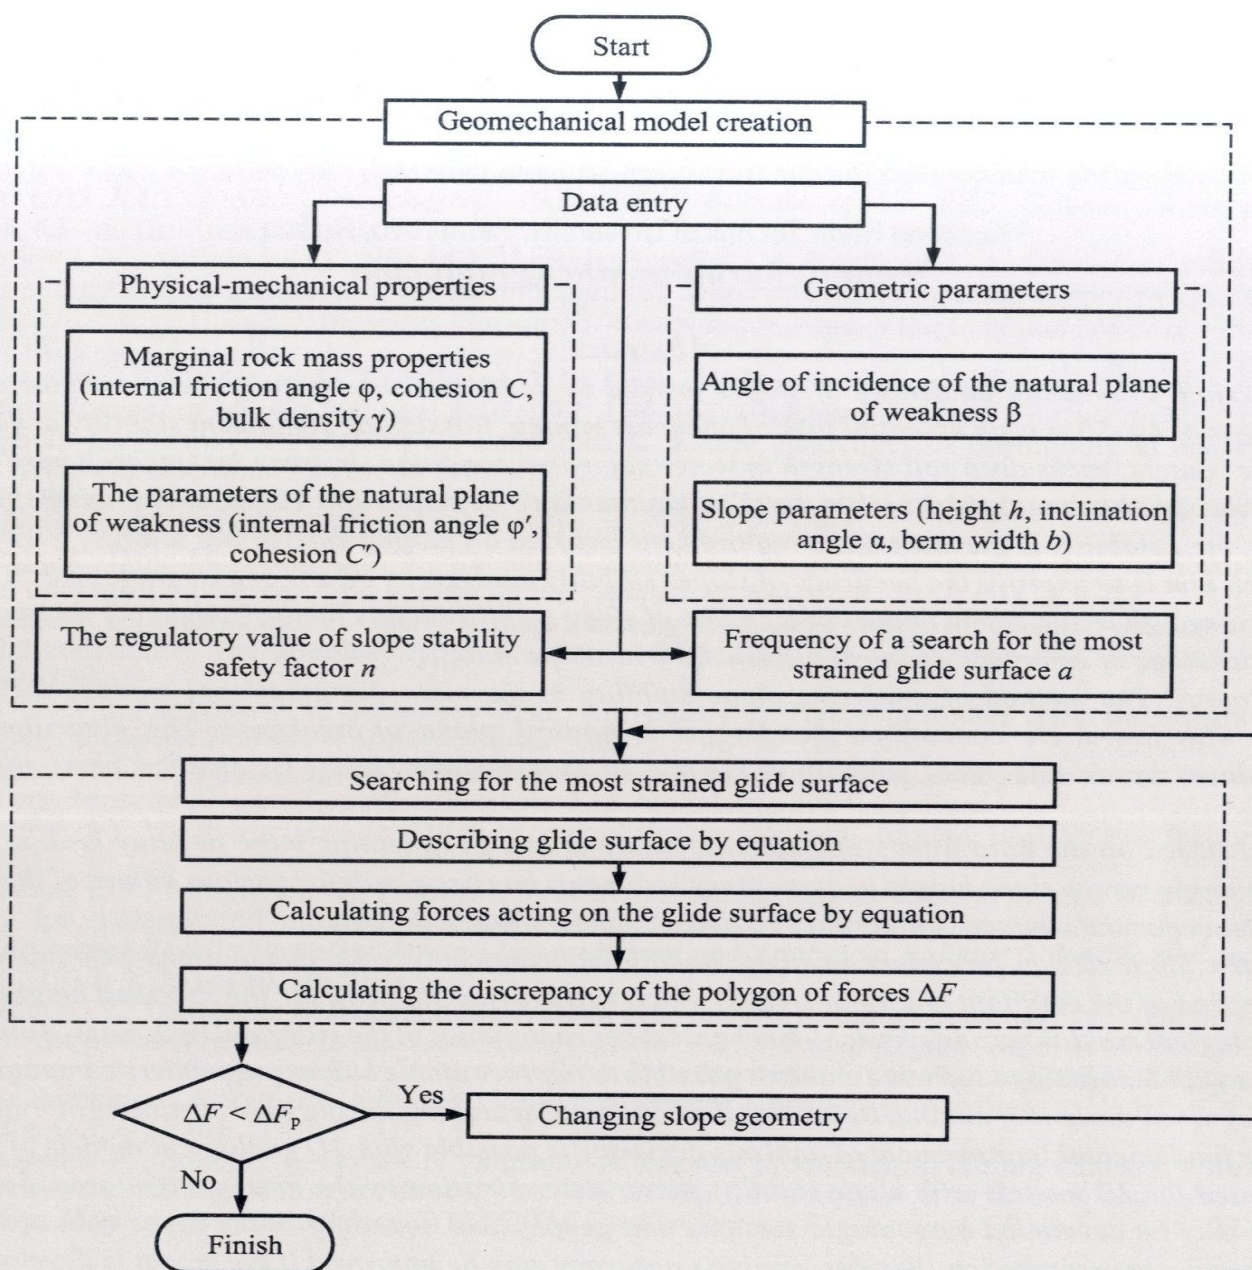 Start
Geomechanical model creation
Data entry
Physical-mechanical properties
Geometric parameters
Marginal rock mass properties
(internal friction angle φ, cohesion C,
bulk density γ)
Angle of incidence of the natural plane
of weakness β
The parameters of the natural plane
of weakness (internal friction angle φ′,
cohesion C′)
Slope parameters (height h, inclination
angle α, berm width b)
The regulatory value of slope stability
safety factor n
Frequency of a search for the most
strained glide surface a
Searching for the most strained glide surface
Describing glide surface by equation
Calculating forces acting on the glide surface by equation
Calculating the discrepancy of the polygon of forces ΔF
ΔF < ΔFp
Yes
Changing slope geometry
No
Finish